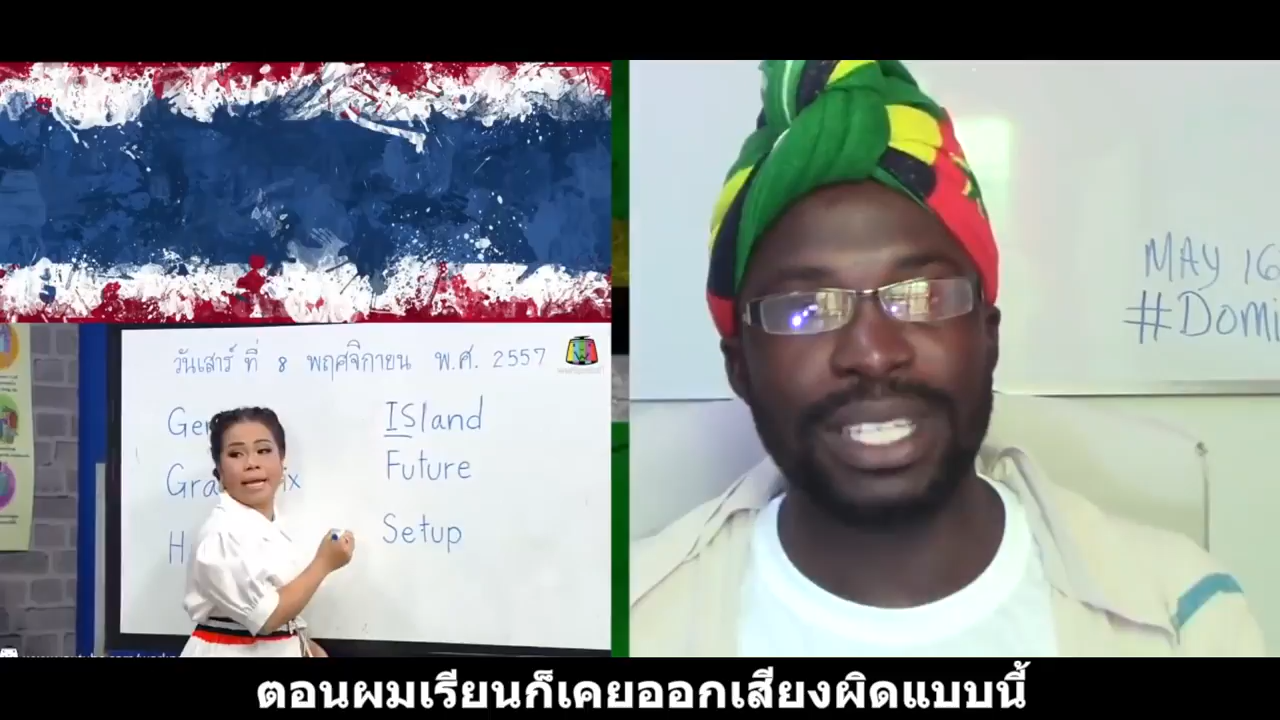 วันเสาร์ ที่ 8 พฤศจิกายน พ.ศ. 2557
ISland
Future
Setup
MAY 16
#Domi
ตอนผมเรียนก็เคยออกเสียงผิดแบบนี้